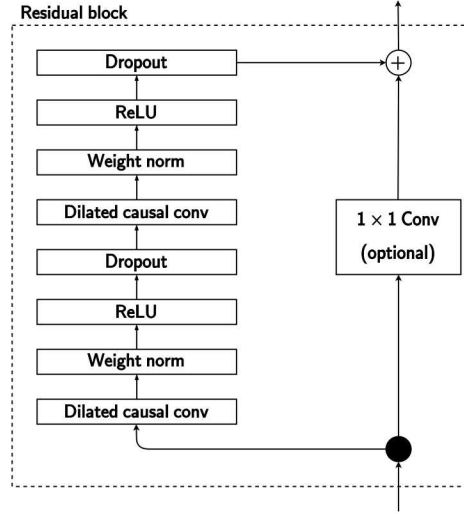 Residual block
Dropout
+
ReLU
Weight norm
Dilated causal conv
1 × 1 Conv
(optional)
Dropout
ReLU
Weight norm
Dilated causal conv